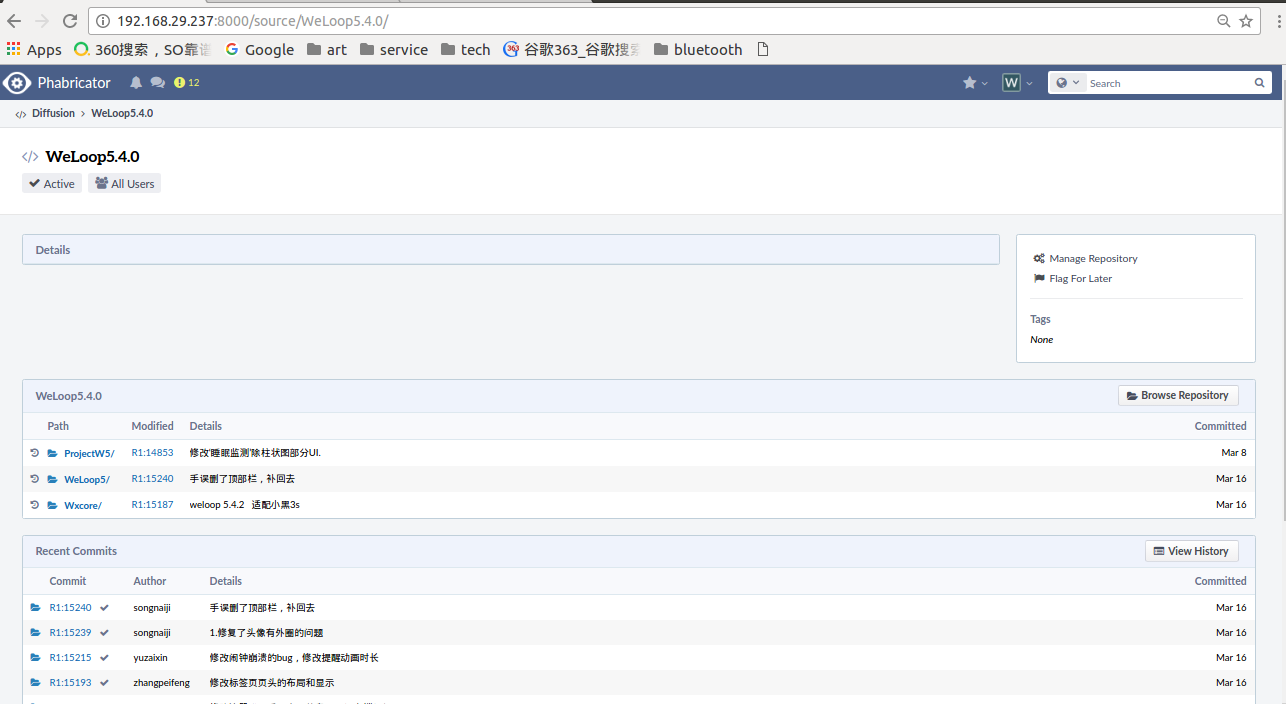 192.168.29.237:8000/source/WeLoop5.4.0/
Apps 360搜索，SO靠谱 Google art service tech 谷歌363_谷歌搜索 bluetooth
Phabricator 12 W Search
Diffusion > WeLoop5.4.0
</> WeLoop5.4.0
Active All Users
Details
Manage Repository
Flag For Later
Tags
None
WeLoop5.4.0 Browse Repository
Path Modified Details Committed
ProjectW5/ R1:14853 修改'睡眠监测'除柱状图部分UI. Mar 8
WeLoop5/ R1:15240 手误删了顶部栏，补回去 Mar 16
Wxcore/ R1:15187 weloop 5.4.2 适配小黑3s Mar 16
Recent Commits View History
Commit Author Details Committed
R1:15240 songnaiji 手误删了顶部栏，补回去 Mar 16
R1:15239 songnaiji 1.修复了头像有外圈的问题 Mar 16
R1:15215 yuzaixin 修改闹钟崩溃的bug，修改提醒动画时长 Mar 16
R1:15193 zhangpeifeng 修改标签页页头的布局和显示 Mar 16